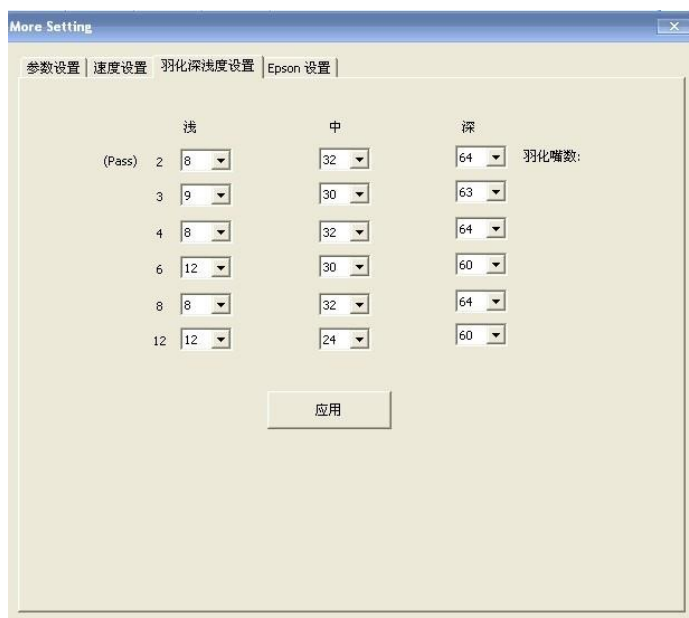 More Setting
参数设置 速度设置 羽化深浅度设置 Epson 设置
浅 中 深
(Pass) 2 8 32 64 羽化嘴数:
3 9 30 63
4 8 32 64
6 12 30 60
8 8 32 64
12 12 24 60
应用